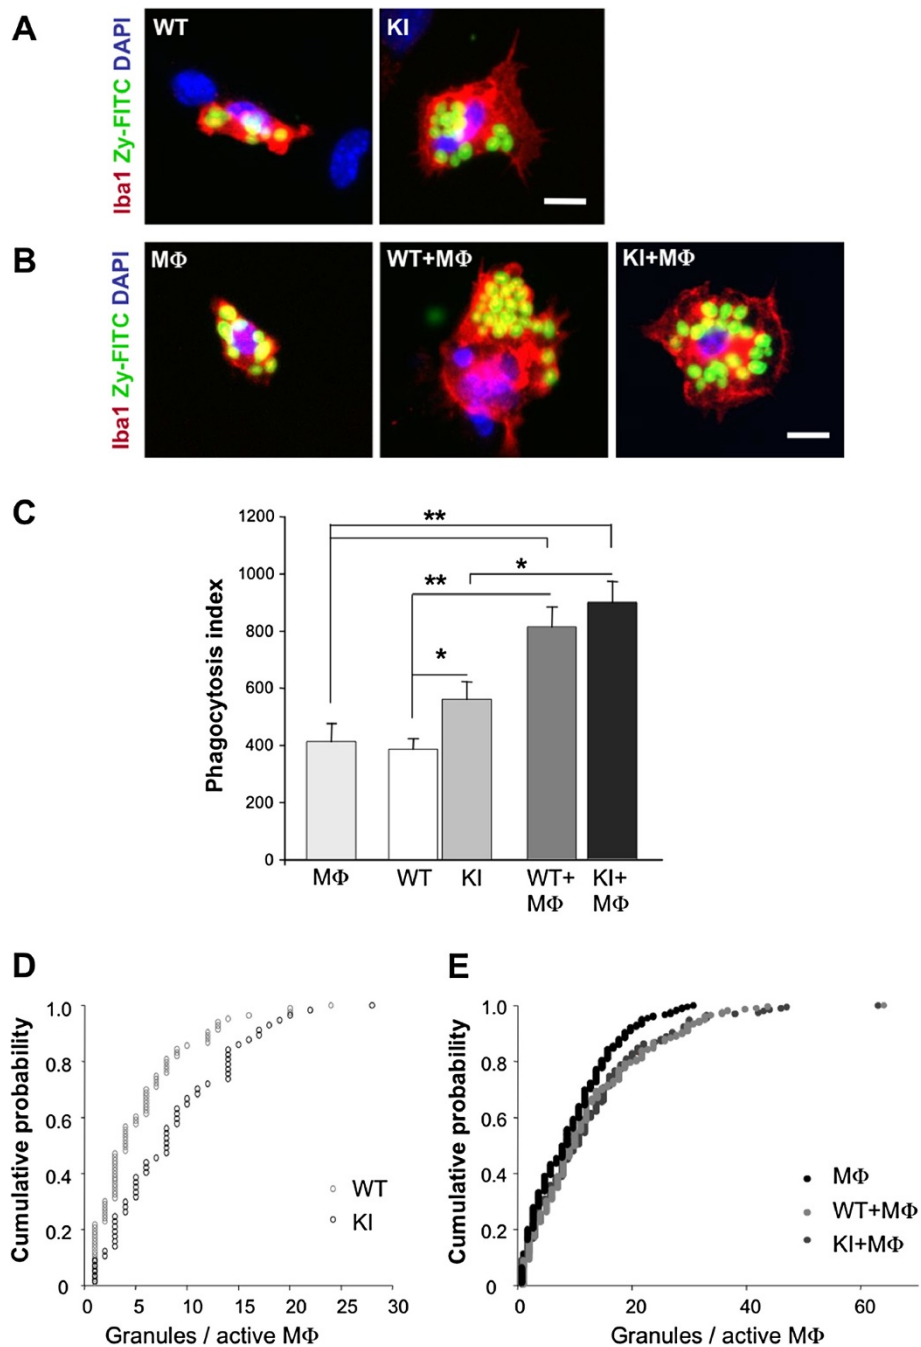 A
Iba1 Zy-FITC DAPI
WT
KI
B
Iba1 Zy-FITC DAPI
MΦ
WT+MΦ
KI+MΦ
C
Phagocytosis index
1200
1000
800
600
400
200
0
**
*
**
*
MΦ WT KI WT+ MΦ KI+ MΦ
D
Cumulative probability
1.0
0.8
0.6
0.4
0.2
0
0 5 10 15 20 25 30
Granules / active MΦ
WT
KI
E
Cumulative probability
1.0
0.8
0.6
0.4
0.2
0
0 20 40 60
Granules / active MΦ
MΦ
WT+MΦ
KI+MΦ